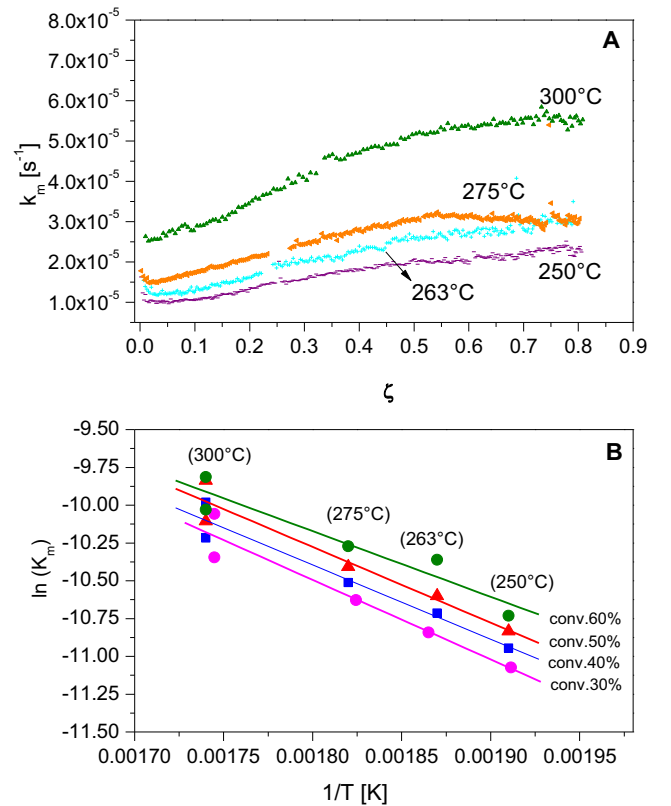 A
8.0x10⁻⁵
7.0x10⁻⁵
6.0x10⁻⁵
5.0x10⁻⁵
4.0x10⁻⁵
3.0x10⁻⁵
2.0x10⁻⁵
1.0x10⁻⁵
kₘ [s⁻¹]
300°C
275°C
263°C
250°C
0.0 0.1 0.2 0.3 0.4 0.5 0.6 0.7 0.8 0.9
ζ
B
-9.50
-9.75
-10.00
-10.25
-10.50
-10.75
-11.00
-11.25
-11.50
ln (Kₘ)
(300°C)
(275°C)
(263°C)
(250°C)
conv.60%
conv.50%
conv.40%
conv.30%
0.00170 0.00175 0.00180 0.00185 0.00190 0.00195
1/T [K]